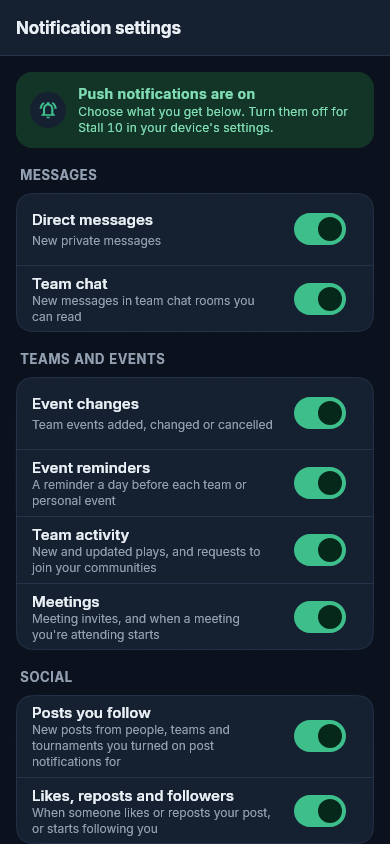 Notification settings
Push notifications are on
Choose what you get below. Turn them off for
Stall 10 in your device's settings.
MESSAGES
Direct messages
New private messages
Team chat
New messages in team chat rooms you
can read
TEAMS AND EVENTS
Event changes
Team events added, changed or cancelled
Event reminders
A reminder a day before each team or
personal event
Team activity
New and updated plays, and requests to
join your communities
Meetings
Meeting invites, and when a meeting
you're attending starts
SOCIAL
Posts you follow
New posts from people, teams and
tournaments you turned on post
notifications for
Likes, reposts and followers
When someone likes or reposts your post,
or starts following you